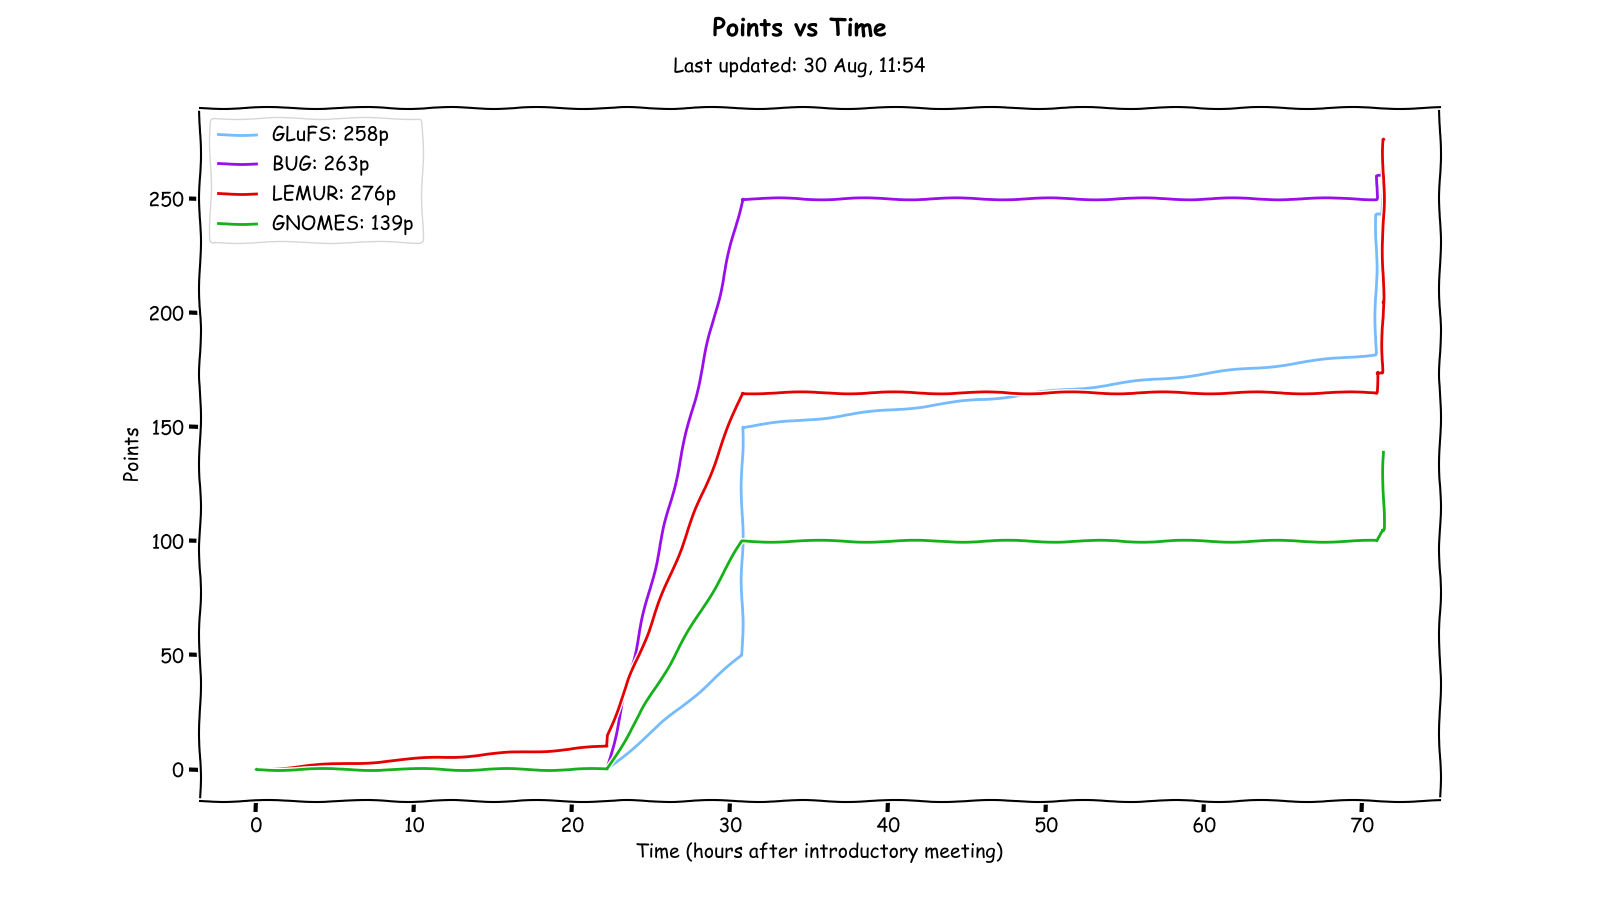 Points vs Time
Last updated: 30 Aug, 11:54
GLuFS: 258p
BUG: 263p
LEMUR: 276p
GNOMES: 139p
250
200
150
100
50
0
Points
0 10 20 30 40 50 60 70
Time (hours after introductory meeting)